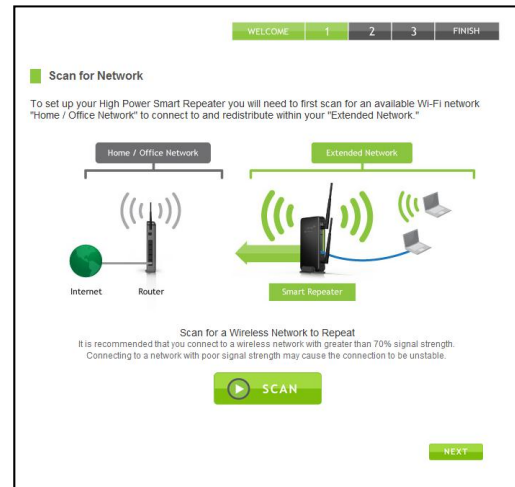 WELCOME 1 2 3 FINISH
Scan for Network
To set up your High Power Smart Repeater you will need to first scan for an available Wi-Fi network
"Home / Office Network" to connect to and redistribute within your "Extended Network."
Home / Office Network
Extended Network
Internet
Router
Smart Repeater
Scan for a Wireless Network to Repeat
It is recommended that you connect to a wireless network with greater than 70% signal strength.
Connecting to a network with poor signal strength may cause the connection to be unstable.
SCAN
NEXT